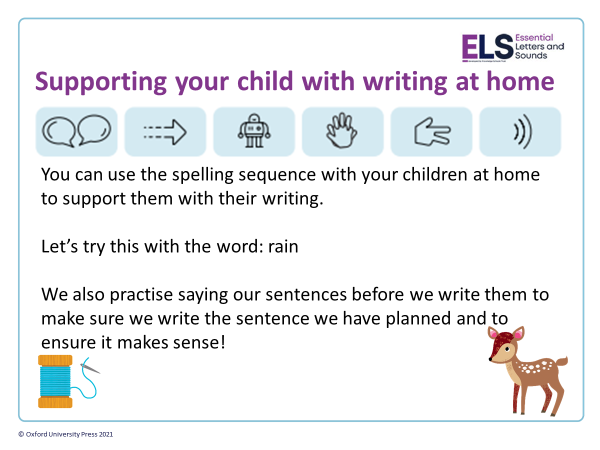 ELS Essential
Letters and
Sounds
Supporting your child with writing at home
You can use the spelling sequence with your children at home
to support them with their writing.
Let's try this with the word: rain
We also practise saying our sentences before we write them to
make sure we write the sentence we have planned and to
ensure it makes sense!
© Oxford University Press 2021